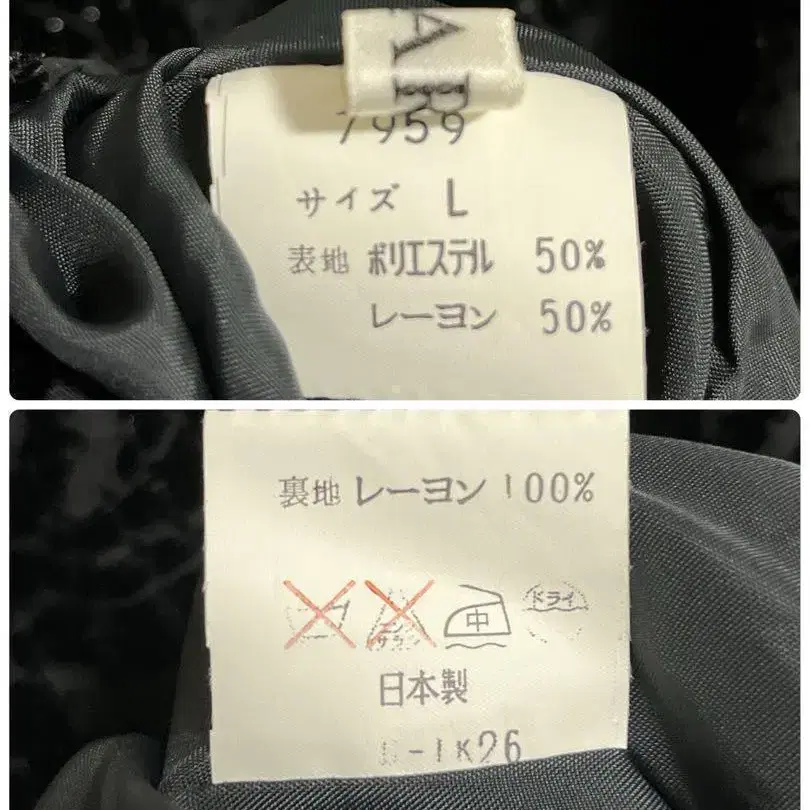 AR
7959
サイズ L
表地 ポリエステル 50%
レーヨン 50%
裏地 レーヨン 100%
中 ドライ
日本製